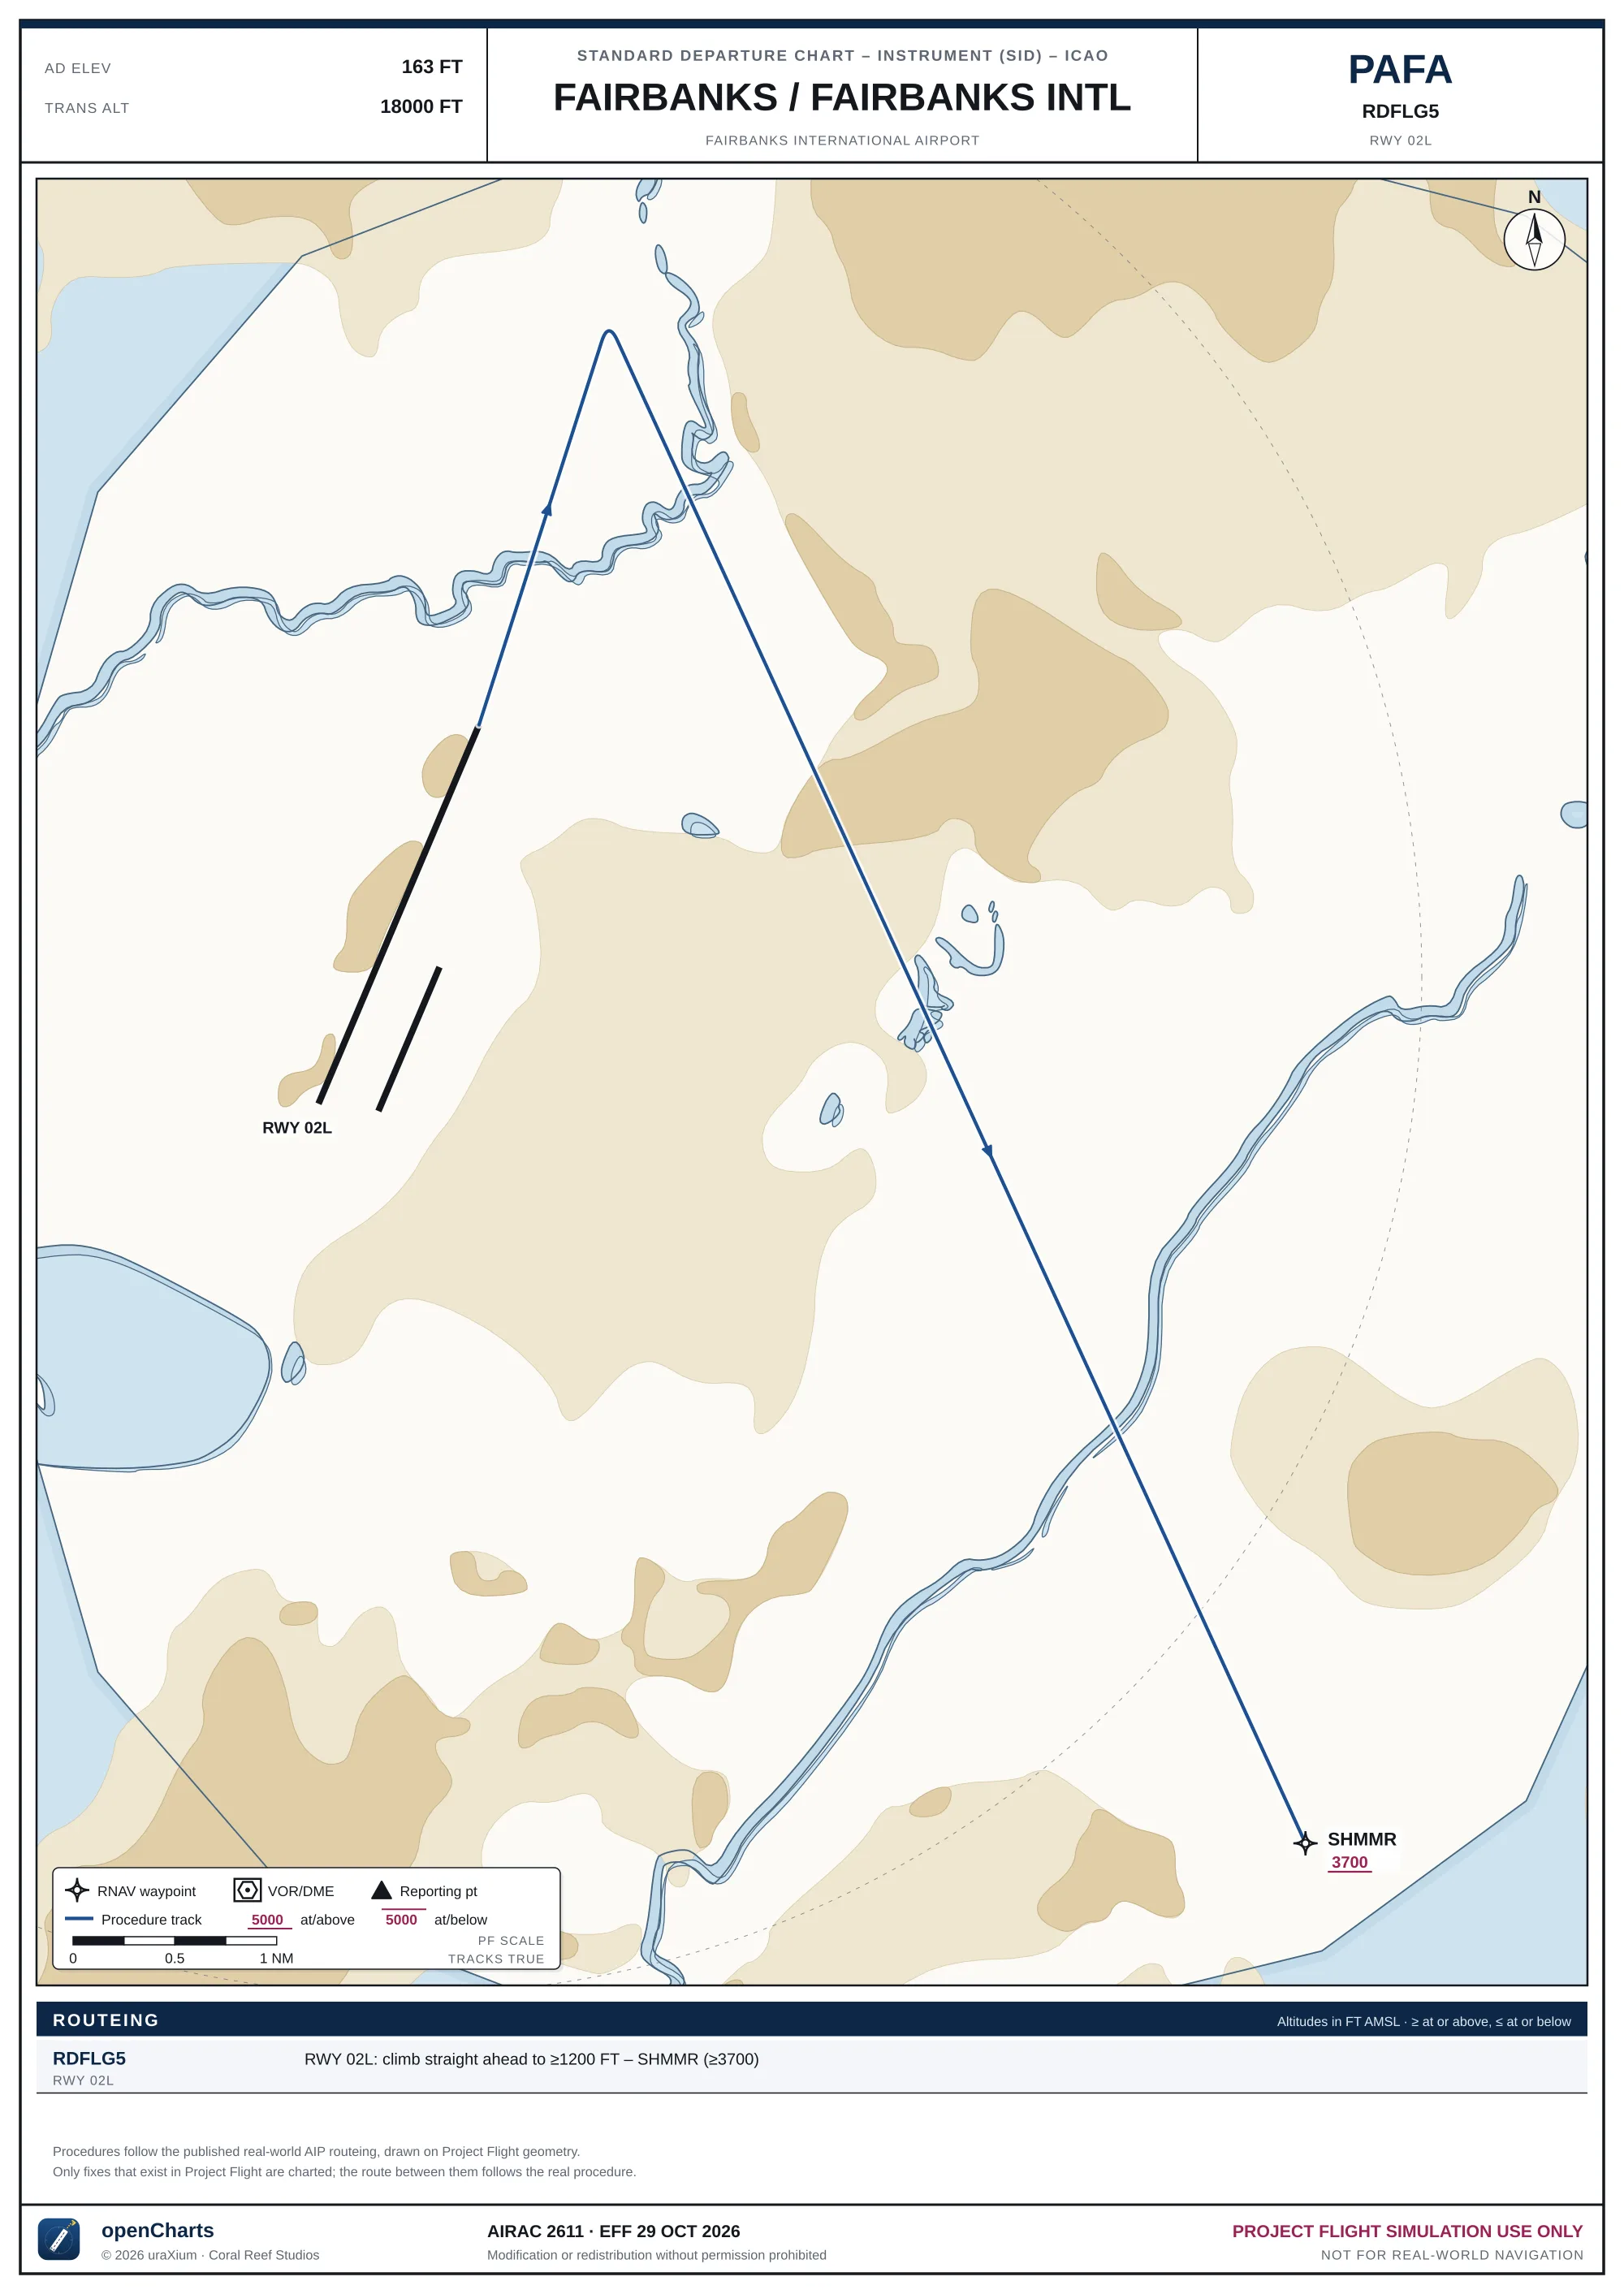 AD ELEV 163 FT
TRANS ALT 18000 FT
STANDARD DEPARTURE CHART – INSTRUMENT (SID) – ICAO
FAIRBANKS / FAIRBANKS INTL
FAIRBANKS INTERNATIONAL AIRPORT
PAFA
RDFLG5
RWY 02L
N
RWY 02L
SHMMR
3700
RNAV waypoint VOR/DME Reporting pt
Procedure track 5000 at/above 5000 at/below
PF SCALE
0 0.5 1 NM TRACKS TRUE
ROUTEING Altitudes in FT AMSL · ≥ at or above, ≤ at or below
RDFLG5 RWY 02L: climb straight ahead to ≥1200 FT – SHMMR (≥3700)
RWY 02L
Procedures follow the published real-world AIP routeing, drawn on Project Flight geometry.
Only fixes that exist in Project Flight are charted; the route between them follows the real procedure.
openCharts AIRAC 2611 · EFF 29 OCT 2026 PROJECT FLIGHT SIMULATION USE ONLY
© 2026 uraXium · Coral Reef Studios Modification or redistribution without permission prohibited NOT FOR REAL-WORLD NAVIGATION